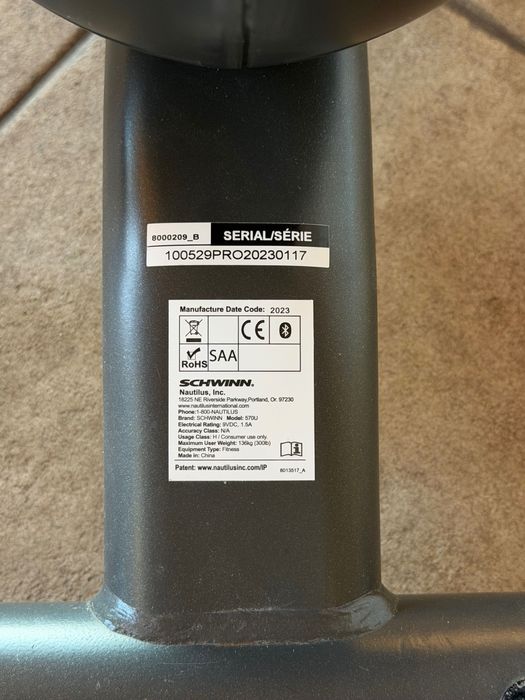 8000209_B SERIAL/SÉRIE
100529PRO20230117
Manufacture Date Code: 2023
CE
RoHS SAA
SCHWINN.
Nautilus, Inc.
18225 NE Riverside Parkway,Portland, Or. 97230
www.nautilusinternational.com
Phone:1-800-NAUTILUS
Brand: SCHWINN Model: 570U
Electrical Rating: 9VDC, 1.5A
Accuracy Class: N/A
Usage Class: H / Consumer use only.
Maximum User Weight: 136kg (300lb)
Equipment Type: Fitness
Made in: China
Patent: www.nautilusinc.com/IP 8013517_A